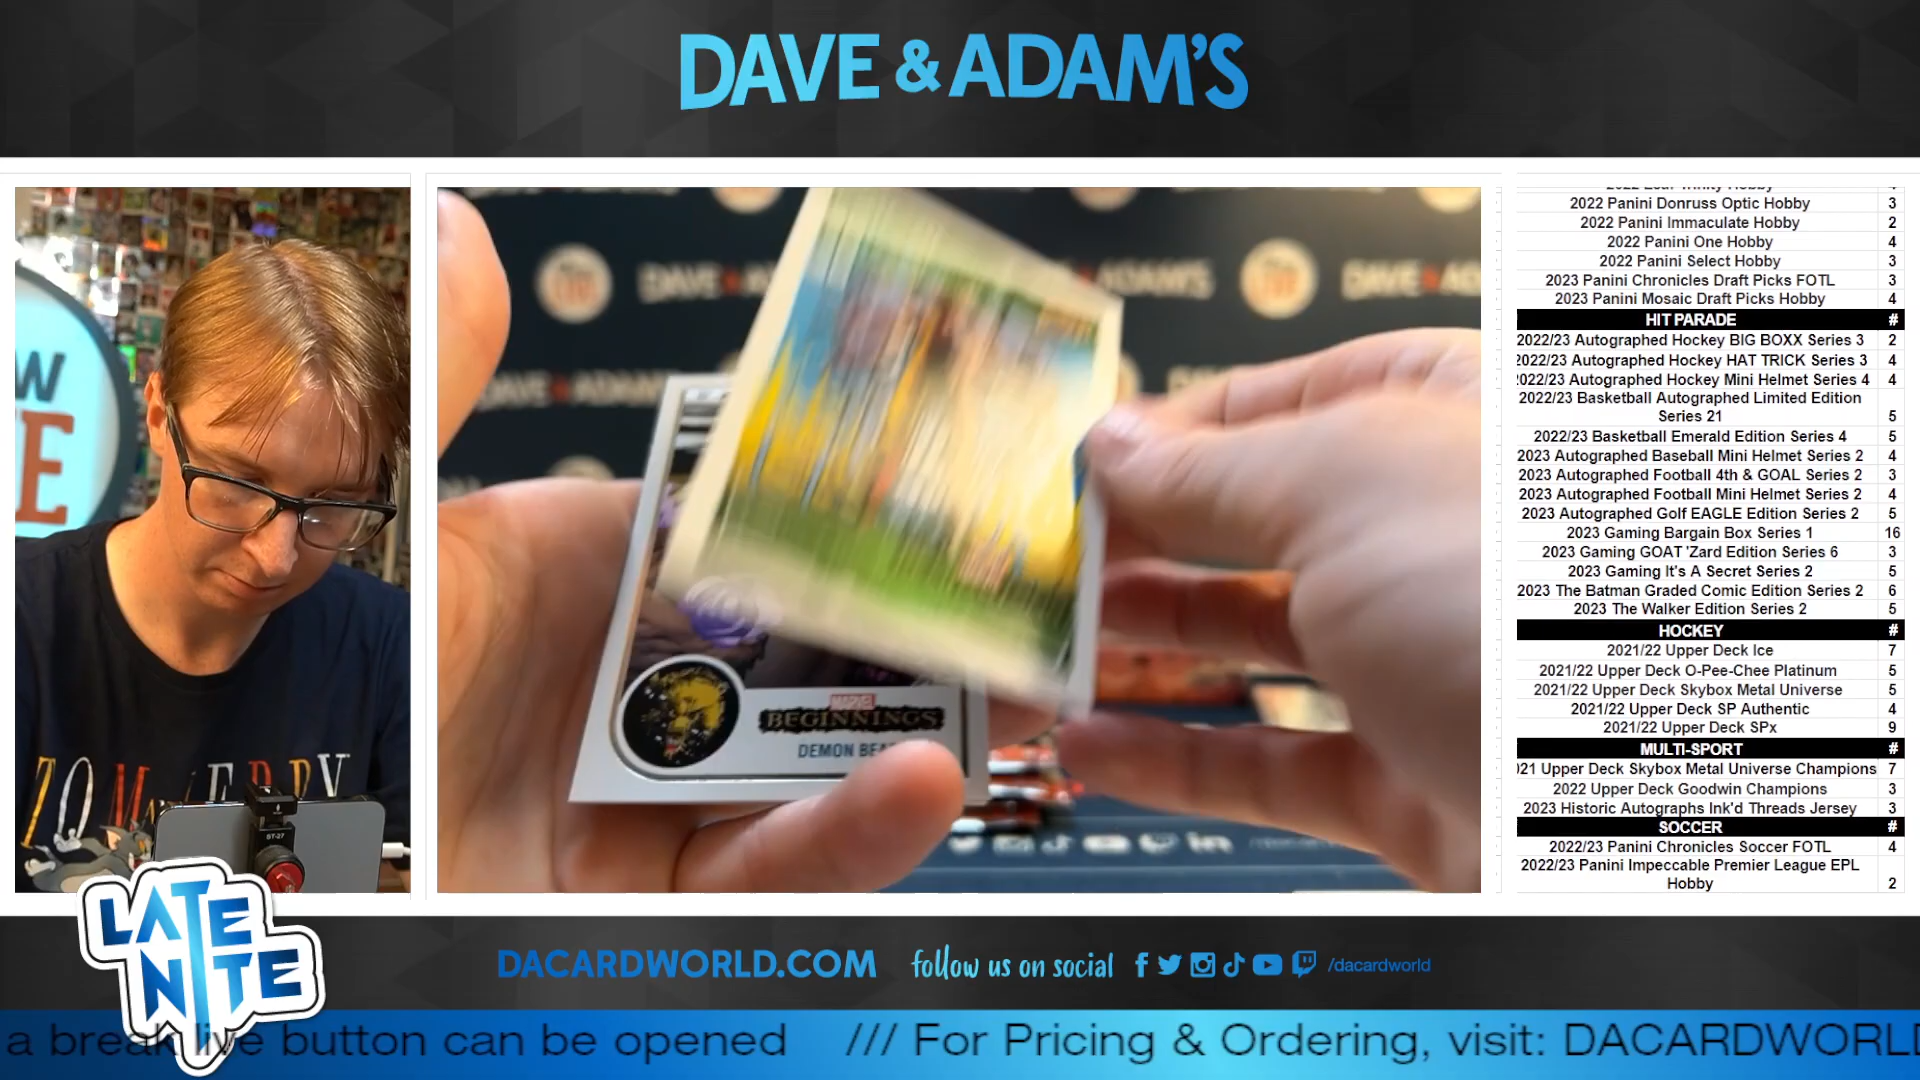 DAVE & ADAM'S
2022 Panini Donruss Optic Hobby 3
2022 Panini Immaculate Hobby 2
2022 Panini One Hobby 4
2022 Panini Select Hobby 3
2023 Panini Chronicles Draft Picks FOTL 3
2023 Panini Mosaic Draft Picks Hobby 4
HIT PARADE #
2022/23 Autographed Hockey BIG BOXX Series 3 2
2022/23 Autographed Hockey HAT TRICK Series 3 4
2022/23 Autographed Hockey Mini Helmet Series 4 4
2022/23 Basketball Autographed Limited Edition
Series 21 5
2022/23 Basketball Emerald Edition Series 4 5
2023 Autographed Baseball Mini Helmet Series 2 4
2023 Autographed Football 4th & GOAL Series 2 3
2023 Autographed Football Mini Helmet Series 2 4
2023 Autographed Golf EAGLE Edition Series 2 5
2023 Gaming Bargain Box Series 1 16
2023 Gaming GOAT 'Zard Edition Series 6 3
2023 Gaming It's A Secret Series 2 5
2023 The Batman Graded Comic Edition Series 2 6
2023 The Walker Edition Series 2 5
HOCKEY #
2021/22 Upper Deck Ice 7
2021/22 Upper Deck O-Pee-Chee Platinum 5
2021/22 Upper Deck Skybox Metal Universe 5
2021/22 Upper Deck SP Authentic 4
2021/22 Upper Deck SPx 9
MULTI-SPORT #
021 Upper Deck Skybox Metal Universe Champions 7
2022 Upper Deck Goodwin Champions 3
2023 Historic Autographs Ink'd Threads Jersey 3
SOCCER #
2022/23 Panini Chronicles Soccer FOTL 4
2022/23 Panini Impeccable Premier League EPL
Hobby 2
DAVE & ADAM'S
MARVEL
BEGINNINGS
DEMON BEA
TOM
JERRY
BT-27
LATE
NITE
DACARDWORLD.COM
follow us on social
/dacardworld
a break live button can be opened /// For Pricing & Ordering, visit: DACARDWORL